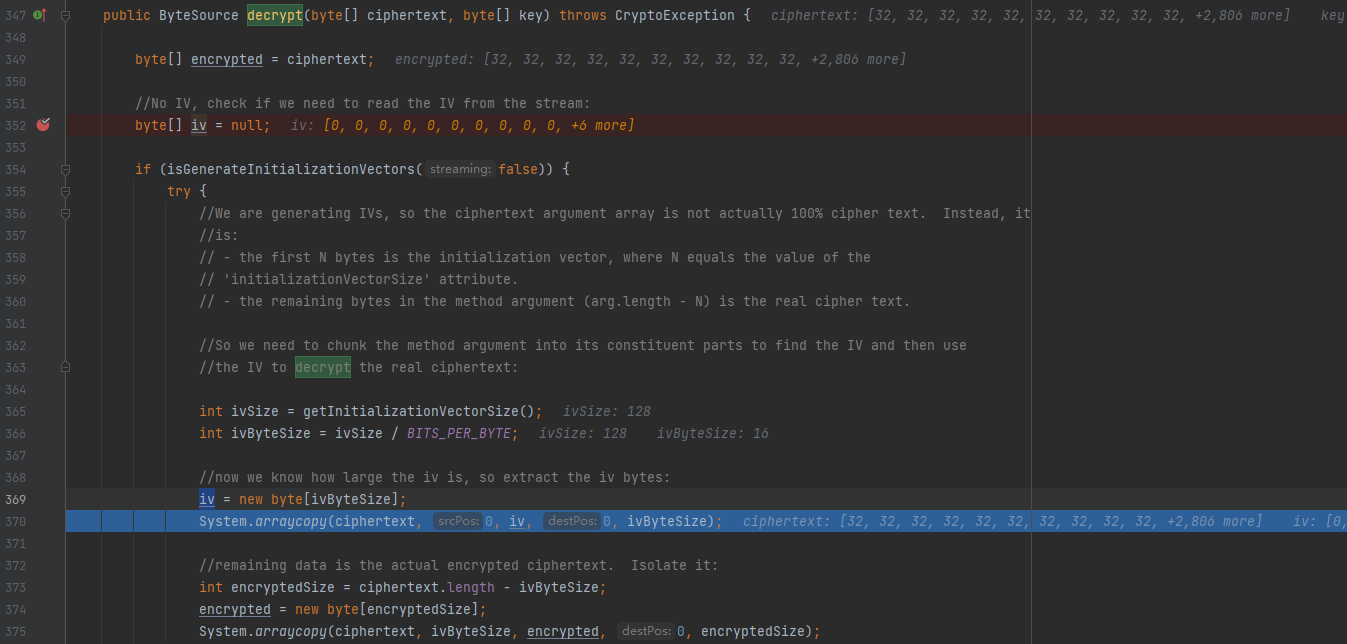 347 public ByteSource decrypt(byte[] ciphertext, byte[] key) throws CryptoException { ciphertext: [32, 32, 32, 32, 32, 32, 32, 32, 32, 32, +2,806 more] key
348
349 byte[] encrypted = ciphertext; encrypted: [32, 32, 32, 32, 32, 32, 32, 32, 32, 32, +2,806 more]
350
351 //No IV, check if we need to read the IV from the stream:
352 byte[] iv = null; iv: [0, 0, 0, 0, 0, 0, 0, 0, 0, 0, +6 more]
353
354 if (isGenerateInitializationVectors( streaming: false)) {
355 try {
356 //We are generating IVs, so the ciphertext argument array is not actually 100% cipher text.  Instead, it
357 //is:
358 // - the first N bytes is the initialization vector, where N equals the value of the
359 // 'initializationVectorSize' attribute.
360 // - the remaining bytes in the method argument (arg.length - N) is the real cipher text.
361
362 //So we need to chunk the method argument into its constituent parts to find the IV and then use
363 //the IV to decrypt the real ciphertext:
364
365 int ivSize = getInitializationVectorSize(); ivSize: 128
366 int ivByteSize = ivSize / BITS_PER_BYTE; ivSize: 128 ivByteSize: 16
367
368 //now we know how large the iv is, so extract the iv bytes:
369 iv = new byte[ivByteSize];
370 System.arraycopy(ciphertext, srcPos: 0, iv, destPos: 0, ivByteSize); ciphertext: [32, 32, 32, 32, 32, 32, 32, 32, 32, 32, +2,806 more] iv: [0,
371
372 //remaining data is the actual encrypted ciphertext.  Isolate it:
373 int encryptedSize = ciphertext.length - ivByteSize;
374 encrypted = new byte[encryptedSize];
375 System.arraycopy(ciphertext, ivByteSize, encrypted, destPos: 0, encryptedSize);